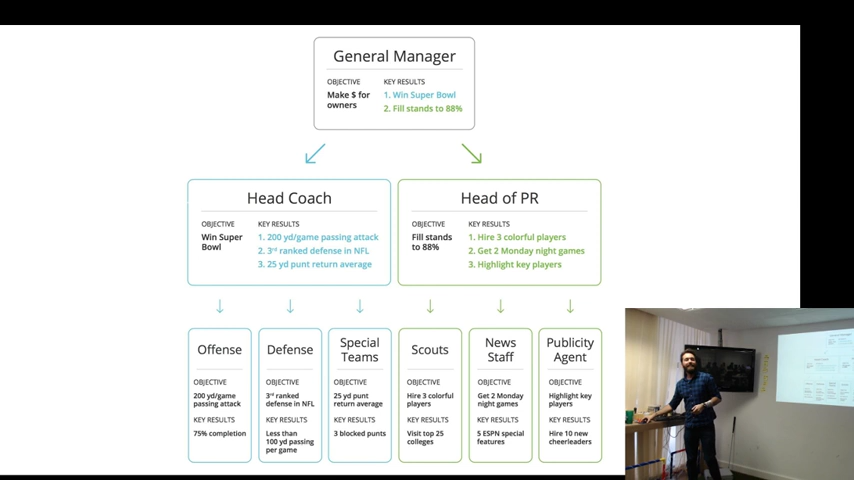 General Manager
OBJECTIVE
Make $ for
owners
KEY RESULTS
1. Win Super Bowl
2. Fill stands to 88%
Head Coach
OBJECTIVE
Win Super
Bowl
KEY RESULTS
1. 200 yd/game passing attack
2. 3rd ranked defense in NFL
3. 25 yd punt return average
Head of PR
OBJECTIVE
Fill stands
to 88%
KEY RESULTS
1. Hire 3 colorful players
2. Get 2 Monday night games
3. Highlight key players
Offense
OBJECTIVE
200 yd/game
passing attack
KEY RESULTS
75% completion
Defense
OBJECTIVE
3rd ranked
defense in NFL
KEY RESULTS
Less than
100 yd passing
per game
Special
Teams
OBJECTIVE
25 yd punt
return average
KEY RESULTS
3 blocked punts
Scouts
OBJECTIVE
Hire 3 colorful
players
KEY RESULTS
Visit top 25
colleges
News
Staff
OBJECTIVE
Get 2 Monday
night games
KEY RESULTS
5 ESPN special
features
Publicity
Agent
OBJECTIVE
Highlight key
players
KEY RESULTS
Hire 10 new
cheerleaders